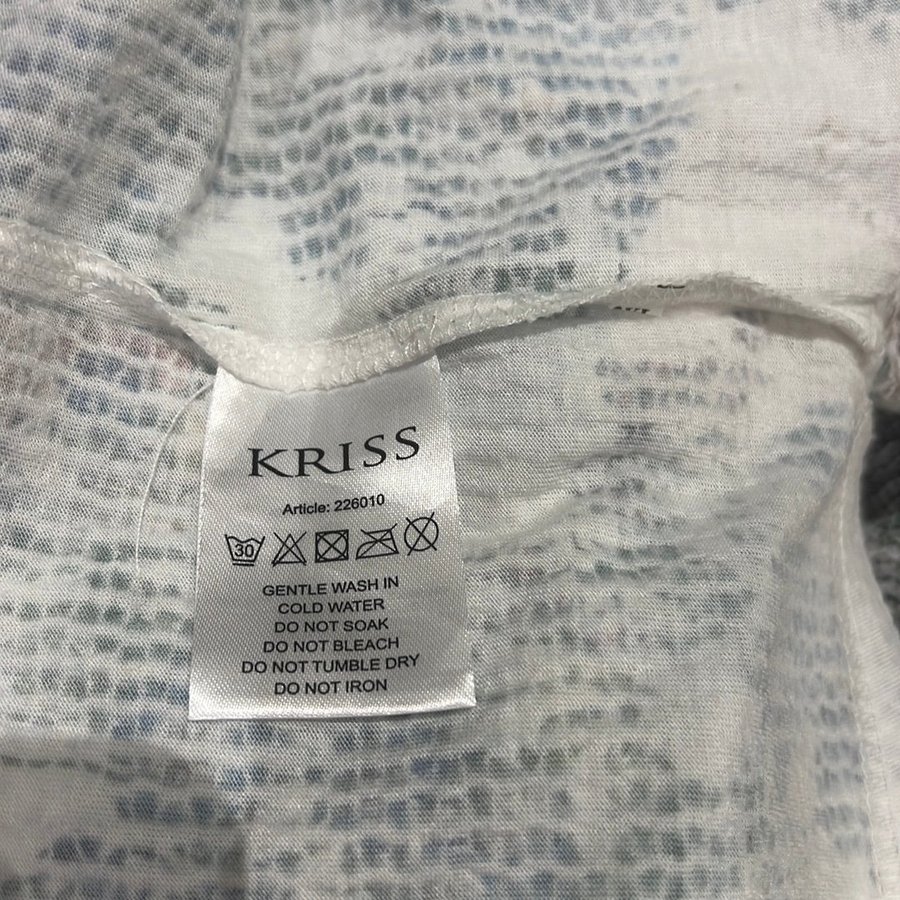 KRISS
Article: 226010
30
GENTLE WASH IN
COLD WATER
DO NOT SOAK
DO NOT BLEACH
DO NOT TUMBLE DRY
DO NOT IRON